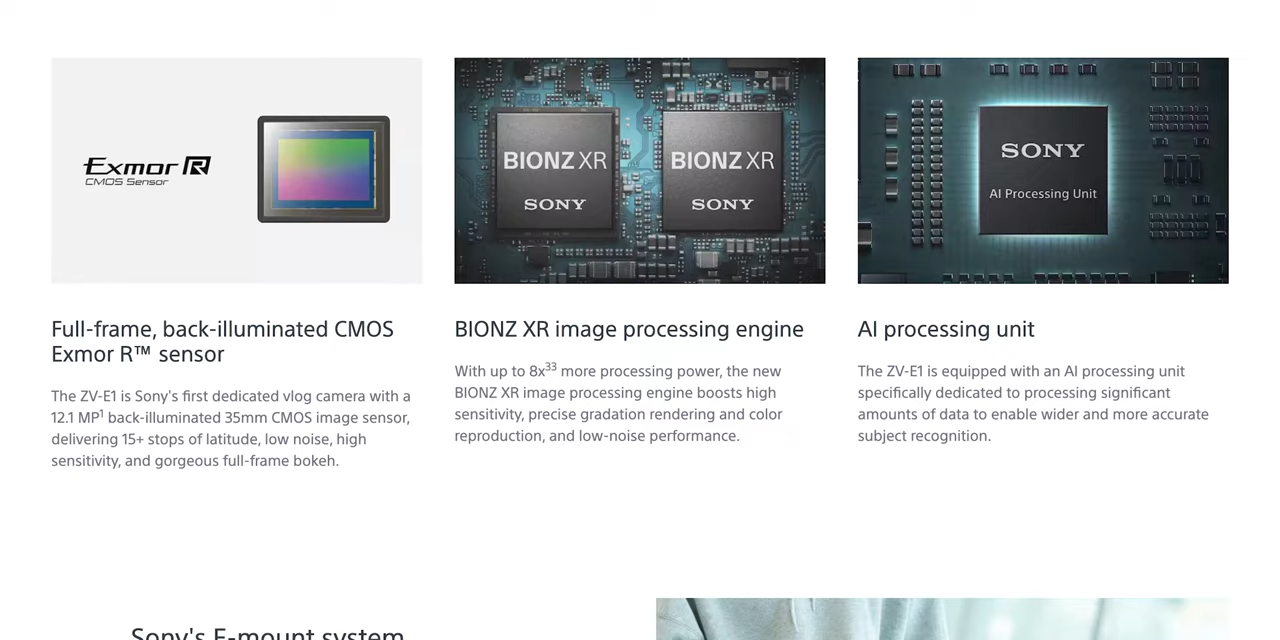 Exmor R
CMOS Sensor
BIONZ XR
SONY
BIONZ XR
SONY
SONY
AI Processing Unit
Full-frame, back-illuminated CMOS
Exmor R™ sensor
The ZV-E1 is Sony's first dedicated vlog camera with a
12.1 MP1 back-illuminated 35mm CMOS image sensor,
delivering 15+ stops of latitude, low noise, high
sensitivity, and gorgeous full-frame bokeh.
BIONZ XR image processing engine
With up to 8x33 more processing power, the new
BIONZ XR image processing engine boosts high
sensitivity, precise gradation rendering and color
reproduction, and low-noise performance.
AI processing unit
The ZV-E1 is equipped with an AI processing unit
specifically dedicated to processing significant
amounts of data to enable wider and more accurate
subject recognition.
Sony's E-mount system